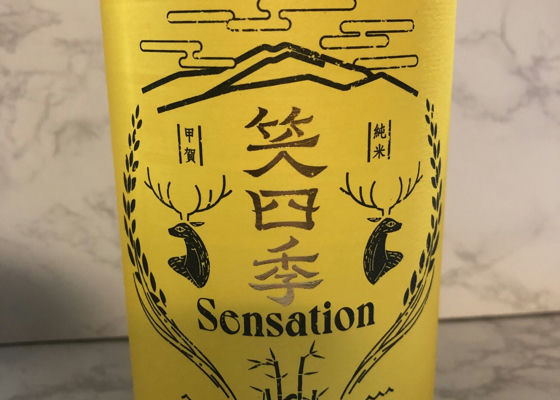 純米
甲賀
笑四季
Sensation